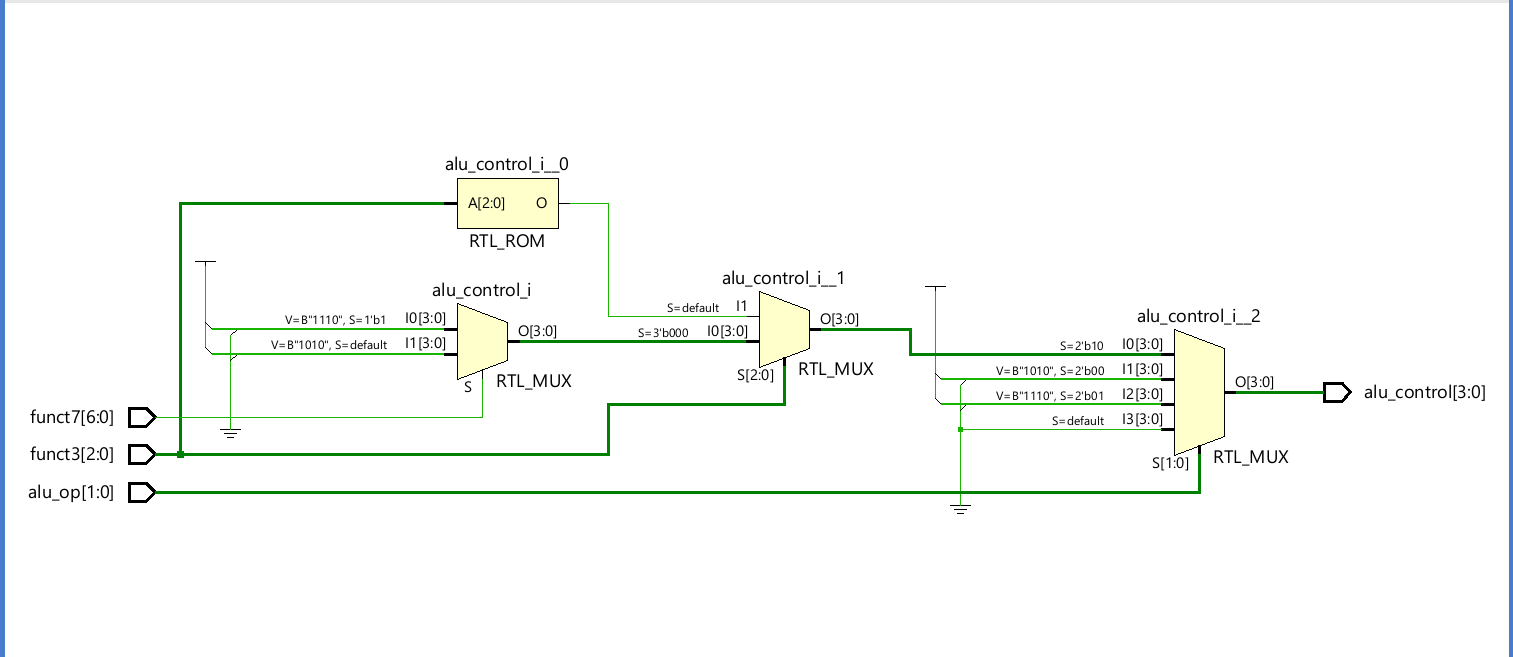 alu_control_i__0
A[2:0] O
RTL_ROM
alu_control_i
V=B"1110", S=1'b1 I0[3:0]
V=B"1010", S=default I1[3:0]
O[3:0]
S
RTL_MUX
alu_control_i__1
S=default I1
S=3'b000 I0[3:0]
O[3:0]
S[2:0]
RTL_MUX
alu_control_i__2
S=2'b10 I0[3:0]
V=B"1010", S=2'b00 I1[3:0]
V=B"1110", S=2'b01 I2[3:0]
S=default I3[3:0]
O[3:0]
S[1:0]
RTL_MUX
alu_control[3:0]
funct7[6:0]
funct3[2:0]
alu_op[1:0]